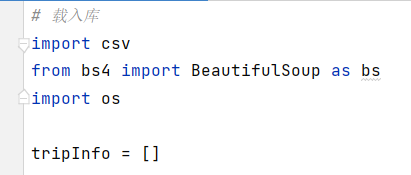 # 载入库
import csv
from bs4 import BeautifulSoup as bs
import os
tripInfo = []